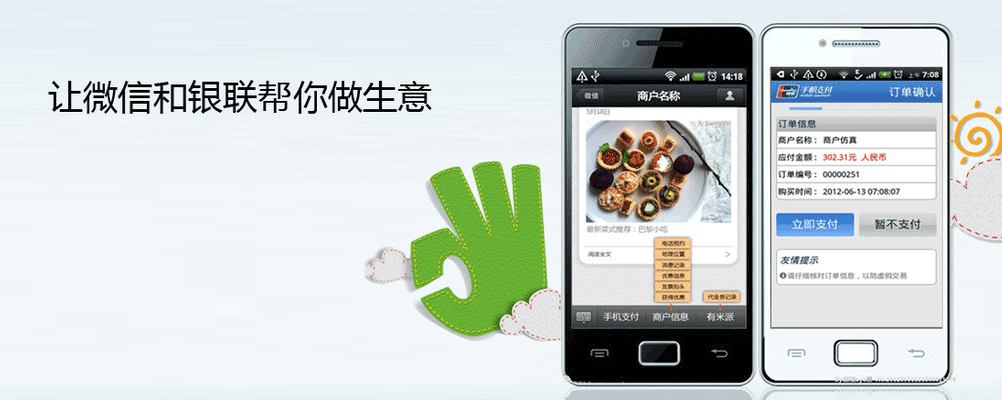 让微信和银联帮你做生意
14:18
微信
商户名称
5月18日
最新菜式推荐：巴黎小吃
阅读全文
电话预约
地理位置
消费记录
优惠信息
发票抬头
获得优惠
代金券记录
手机支付
商户信息
有米派
上午 7:08
手机支付
mobile payment
订单确认
订单信息
商户名称： 商户仿真
应付金额： 302.31元 人民币
订单编号： 00000251
购买时间： 2012-06-13 07:08:07
立即支付
暂不支付
友情提示
请仔细核对订单信息，以防虚假交易